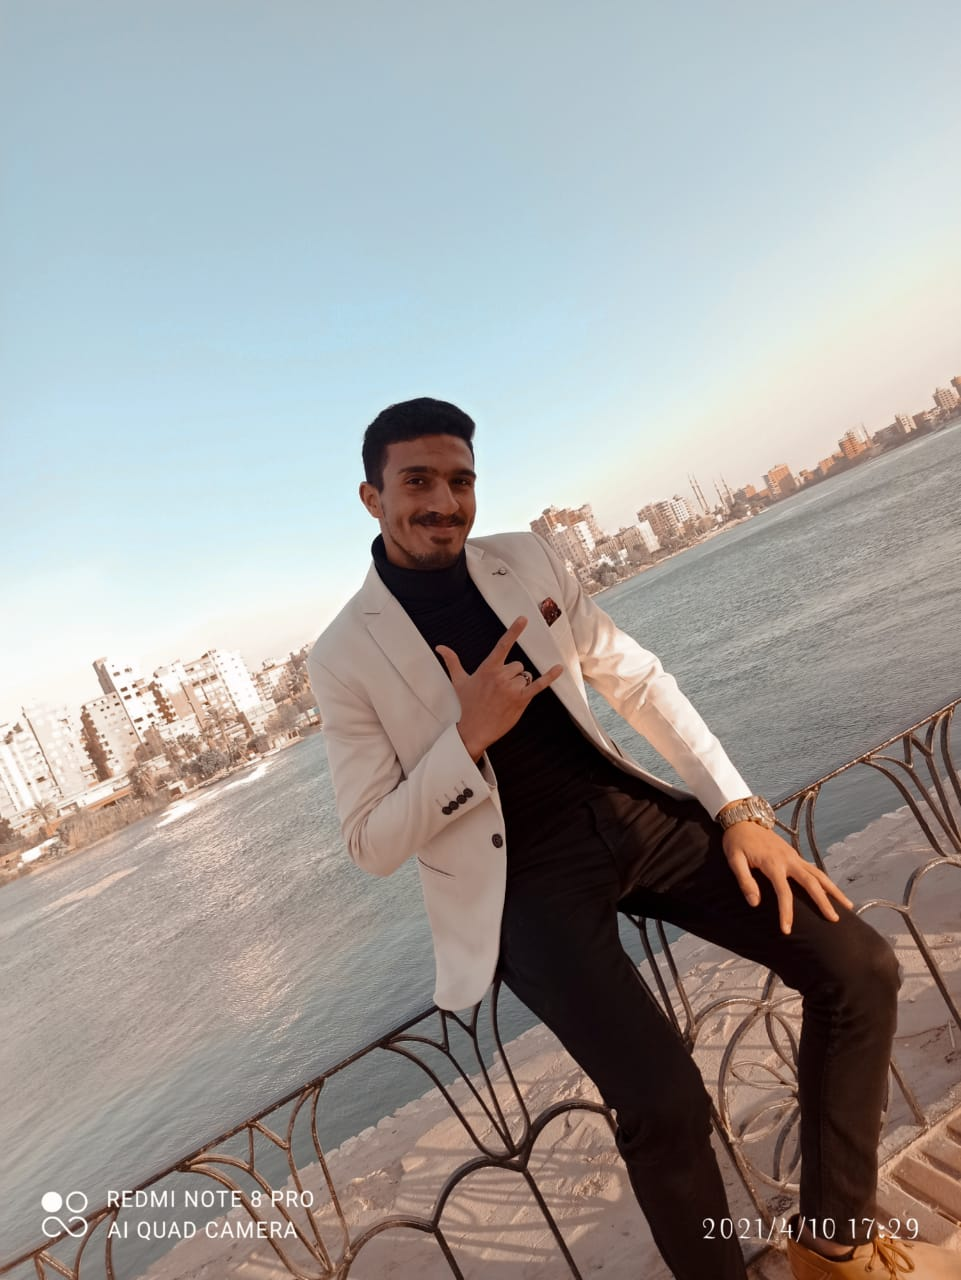 REDMI NOTE 8 PRO
AI QUAD CAMERA
2021/4/10 17:29